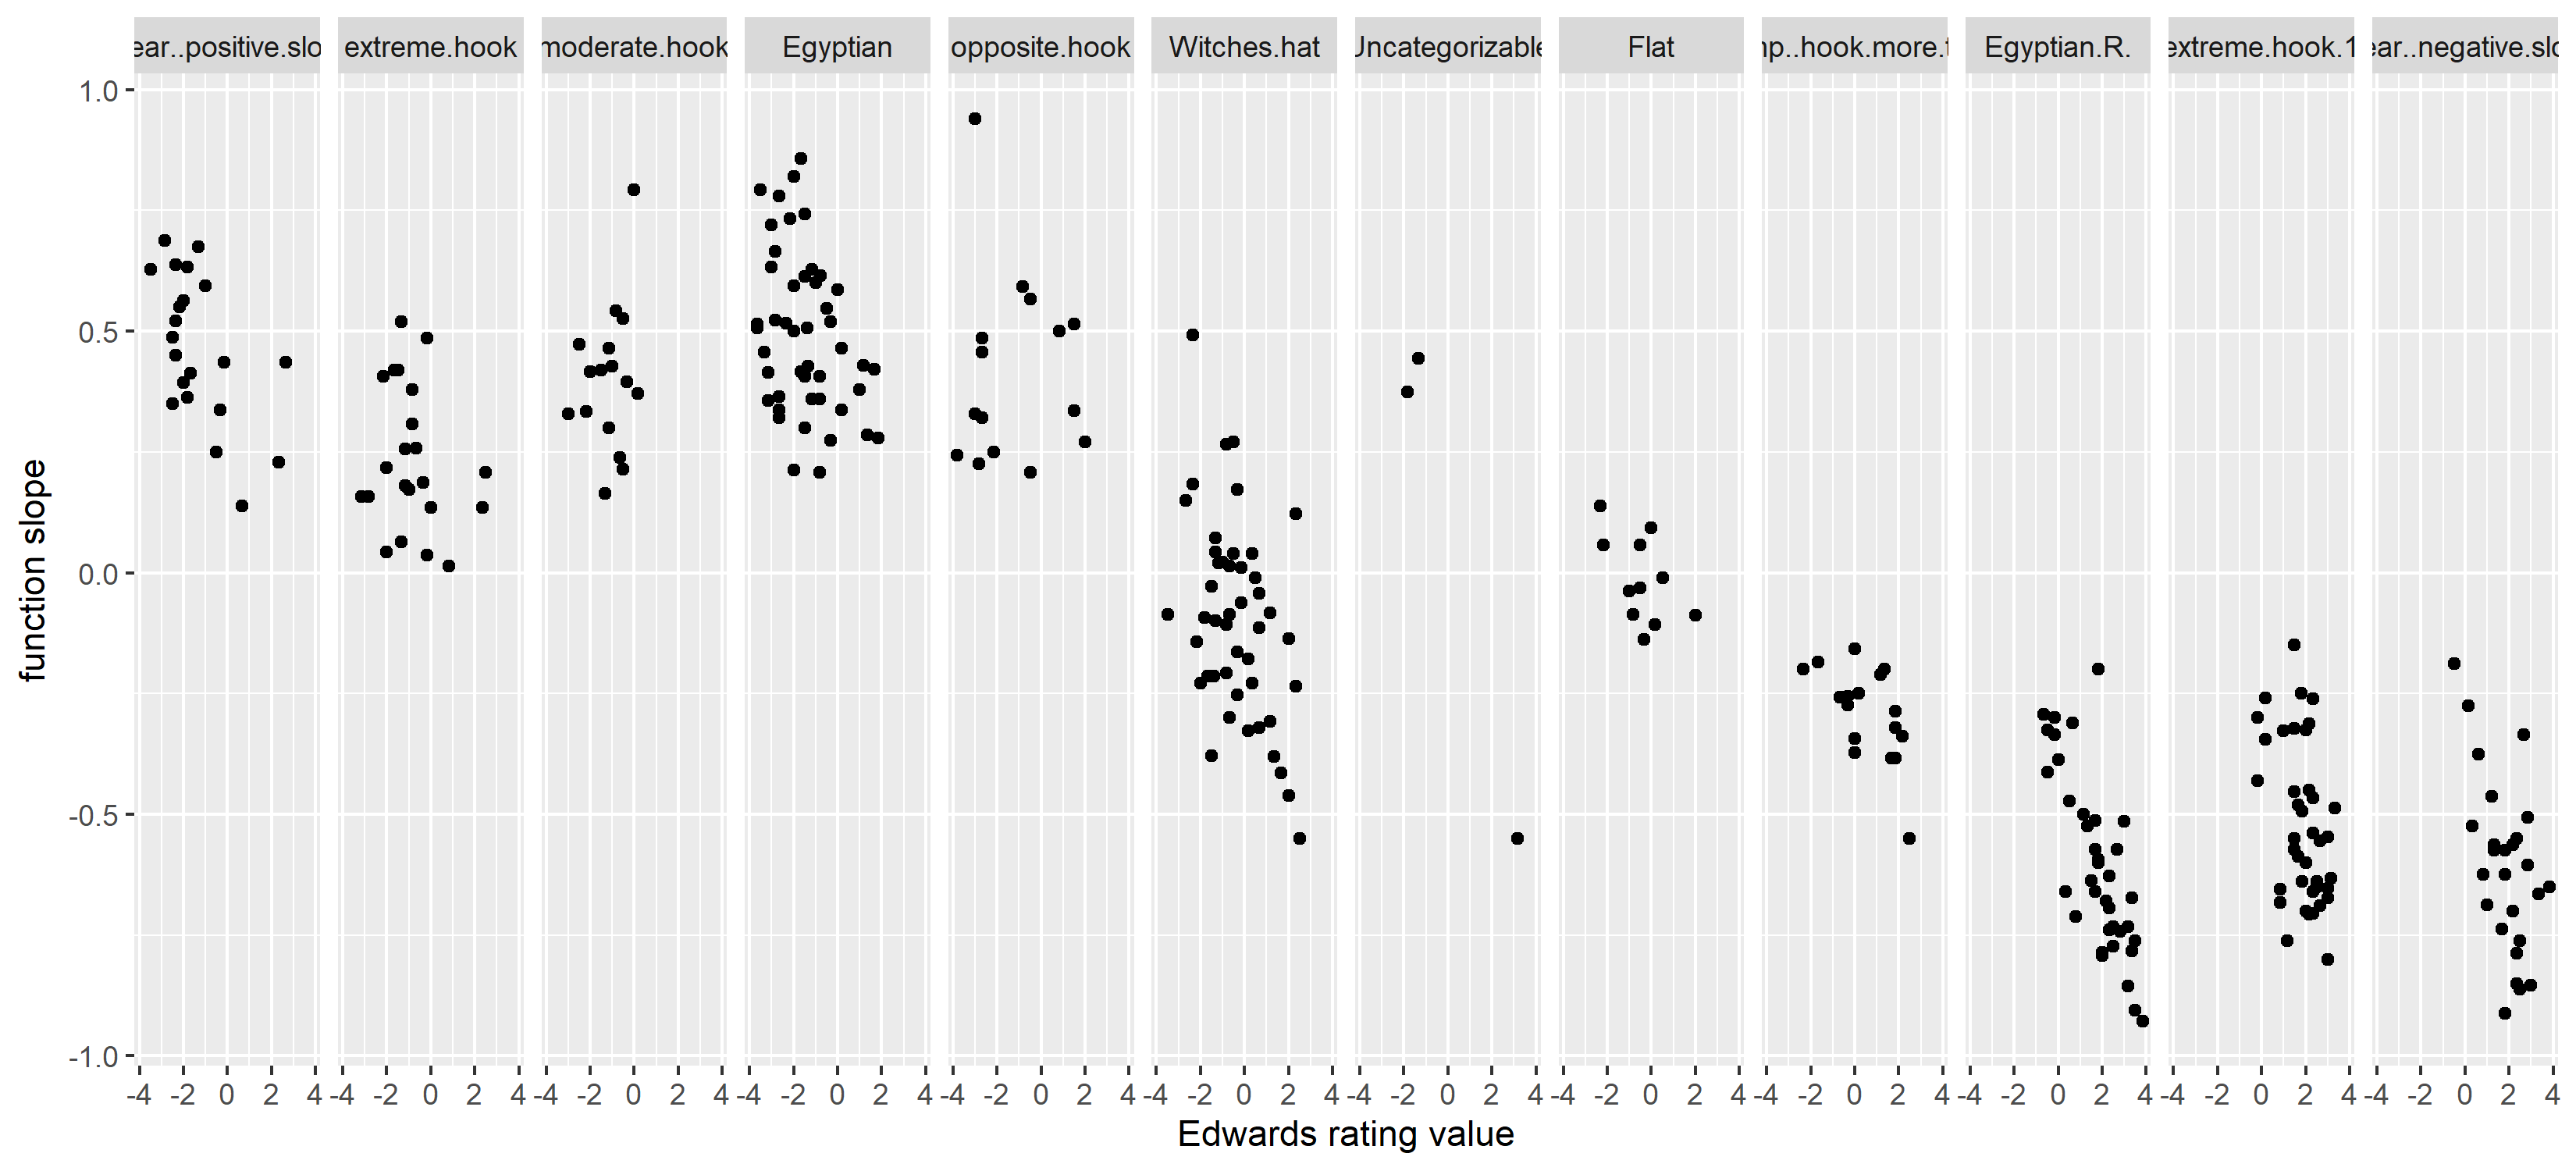 ear..positive.slo
extreme.hook
moderate.hook
Egyptian
opposite.hook
Witches.hat
Uncategorizable
Flat
np..hook.more.t
Egyptian.R.
extreme.hook.1
ear..negative.slo
1.0
0.5
0.0
-0.5
-1.0
function slope
-4 -2 0 2 4
-4 -2 0 2 4
-4 -2 0 2 4
-4 -2 0 2 4
-4 -2 0 2 4
-4 -2 0 2 4
-4 -2 0 2 4
-4 -2 0 2 4
-4 -2 0 2 4
-4 -2 0 2 4
-4 -2 0 2 4
-4 -2 0 2 4
Edwards rating value